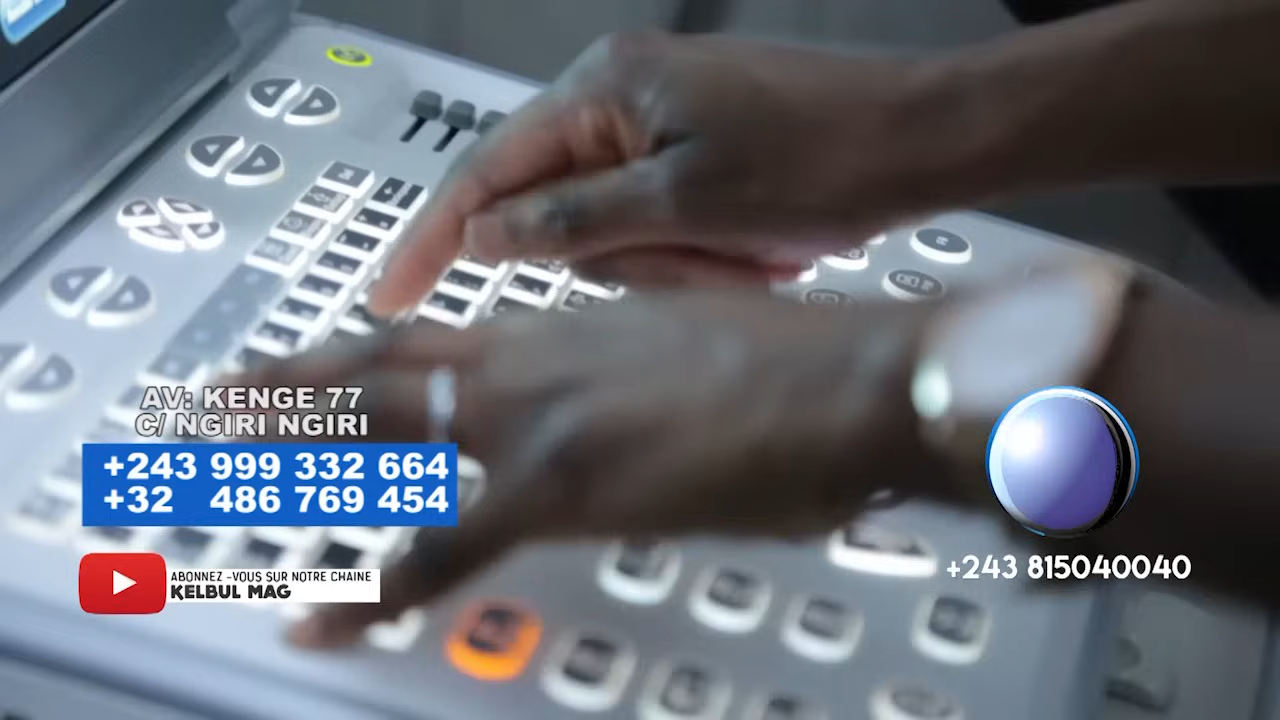 AV: KENGE 77
C/ NGIRI NGIRI
+243 999 332 664
+32 486 769 454
ABONNEZ -VOUS SUR NOTRE CHAINE
KELBUL MAG
+243 815040040